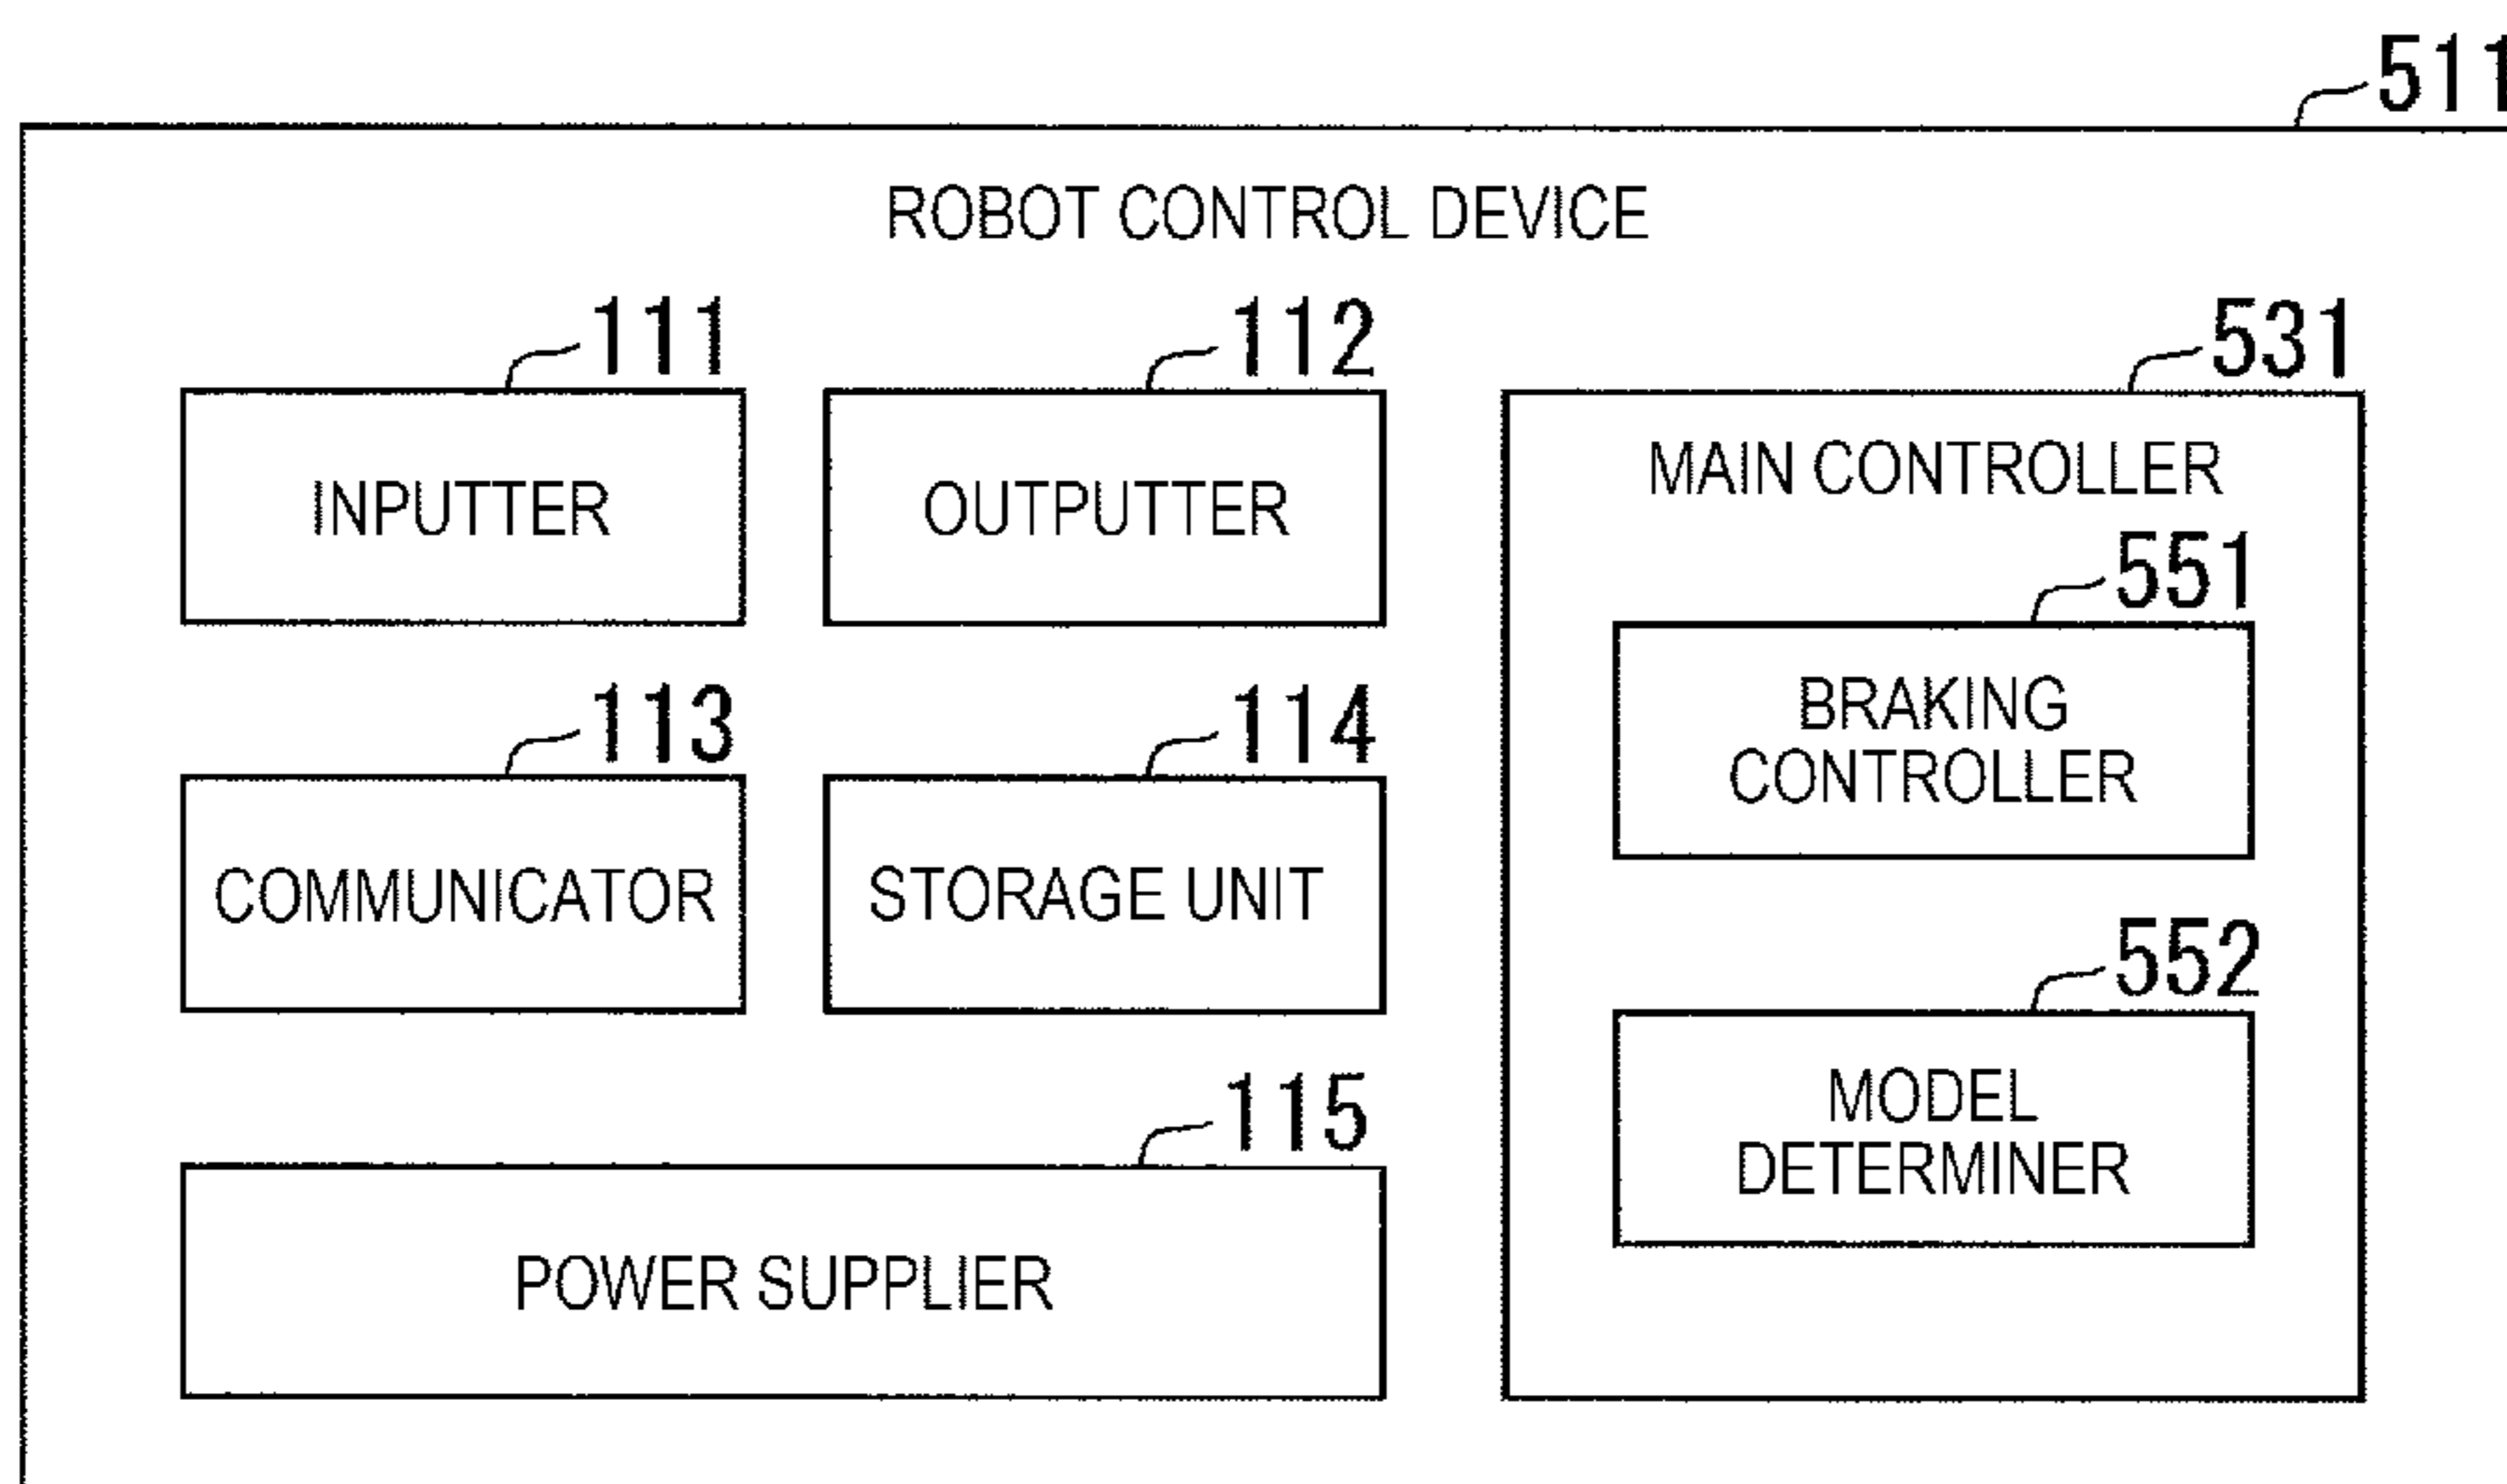 511
ROBOT CONTROL DEVICE
111
112
531
INPUTTER
OUTPUTTER
MAIN CONTROLLER
551
BRAKING
CONTROLLER
113
114
COMMUNICATOR
STORAGE UNIT
552
MODEL
DETERMINER
115
POWER SUPPLIER